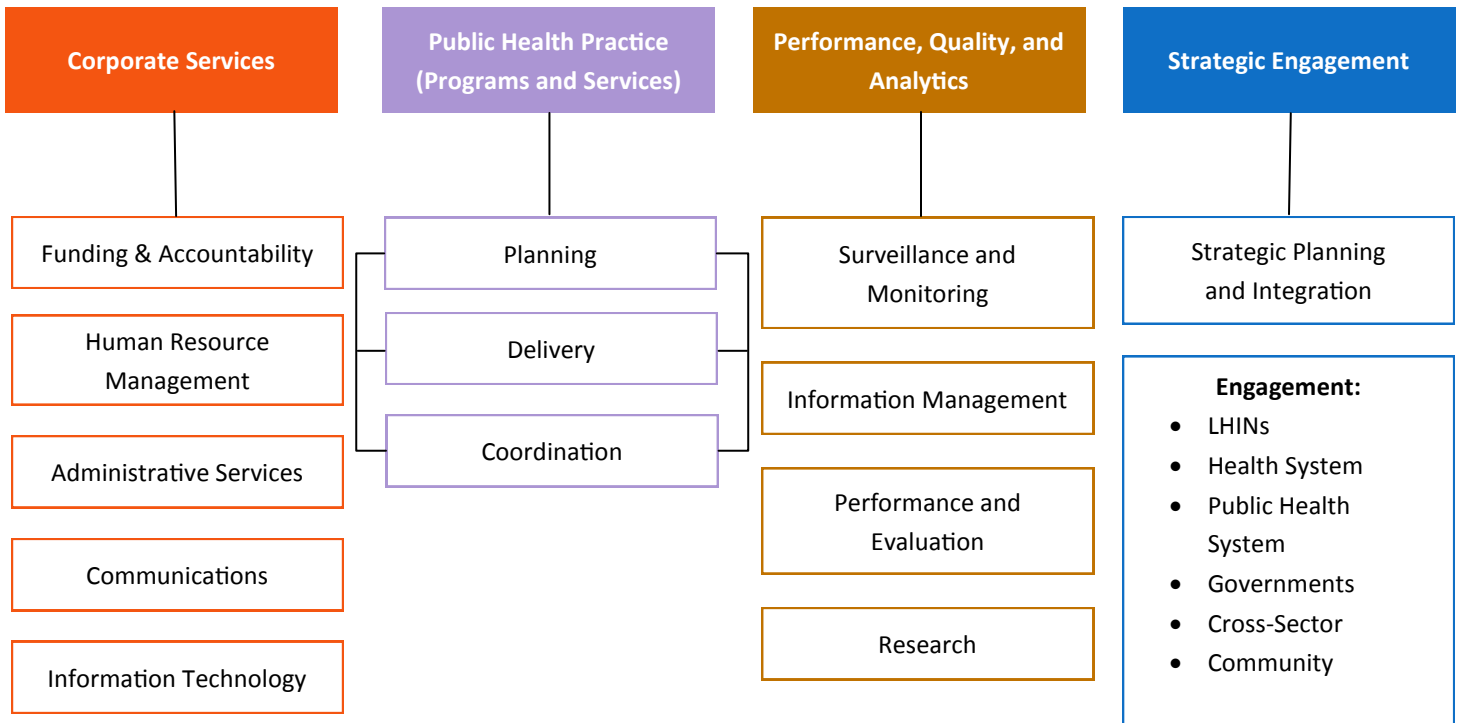 Corporate Services
Funding & Accountability
Human Resource
Management
Administrative Services
Communications
Information Technology
Public Health Practice
(Programs and Services)
Planning
Delivery
Coordination
Performance, Quality, and
Analytics
Surveillance and
Monitoring
Information Management
Performance and
Evaluation
Research
Strategic Engagement
Strategic Planning
and Integration
Engagement:
• LHINs
• Health System
• Public Health
System
• Governments
• Cross-Sector
• Community